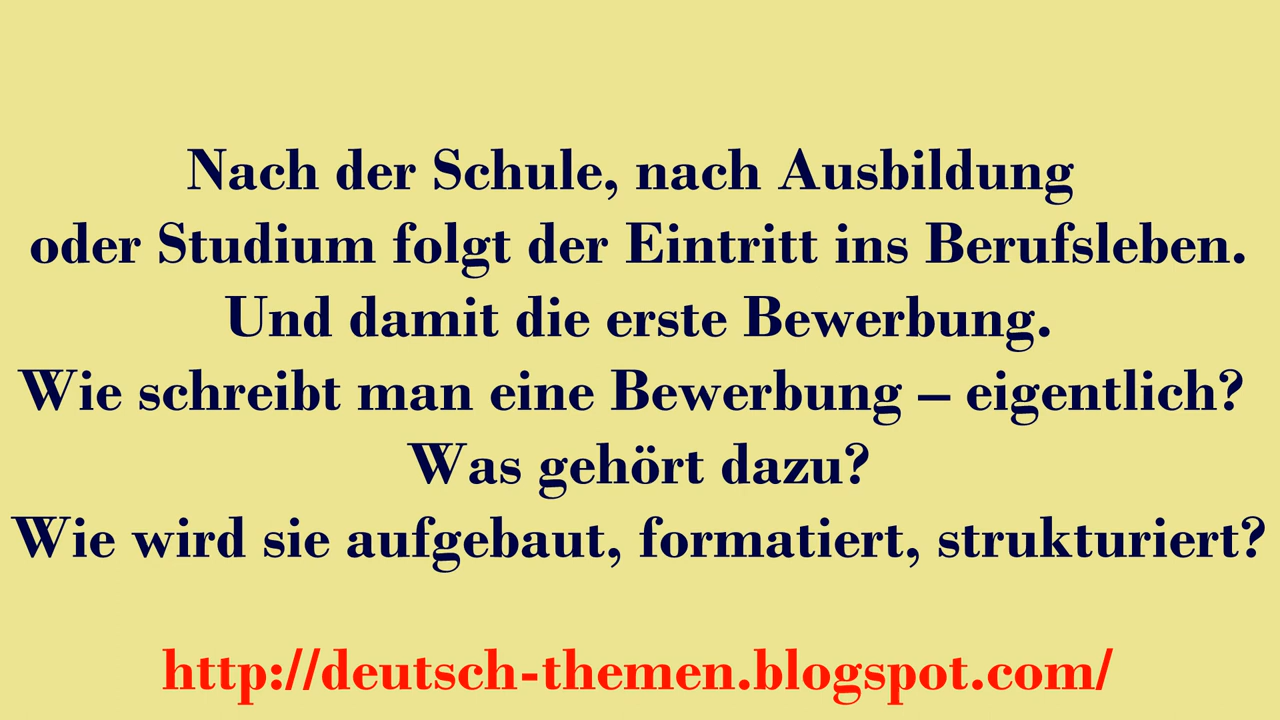 Nach der Schule, nach Ausbildung
oder Studium folgt der Eintritt ins Berufsleben.
Und damit die erste Bewerbung.
Wie schreibt man eine Bewerbung – eigentlich?
Was gehört dazu?
Wie wird sie aufgebaut, formatiert, strukturiert?
http://deutsch-themen.blogspot.com/